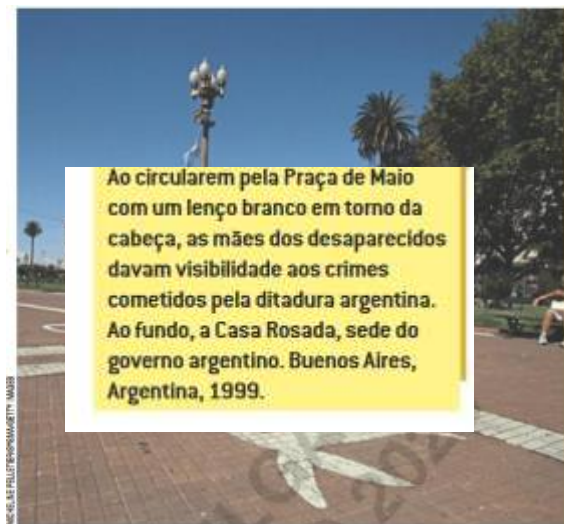 Ao circularem pela Praça de Maio
com um lenço branco em torno da
cabeça, as mães dos desaparecidos
davam visibilidade aos crimes
cometidos pela ditadura argentina.
Ao fundo, a Casa Rosada, sede do
governo argentino. Buenos Aires,
Argentina, 1999.